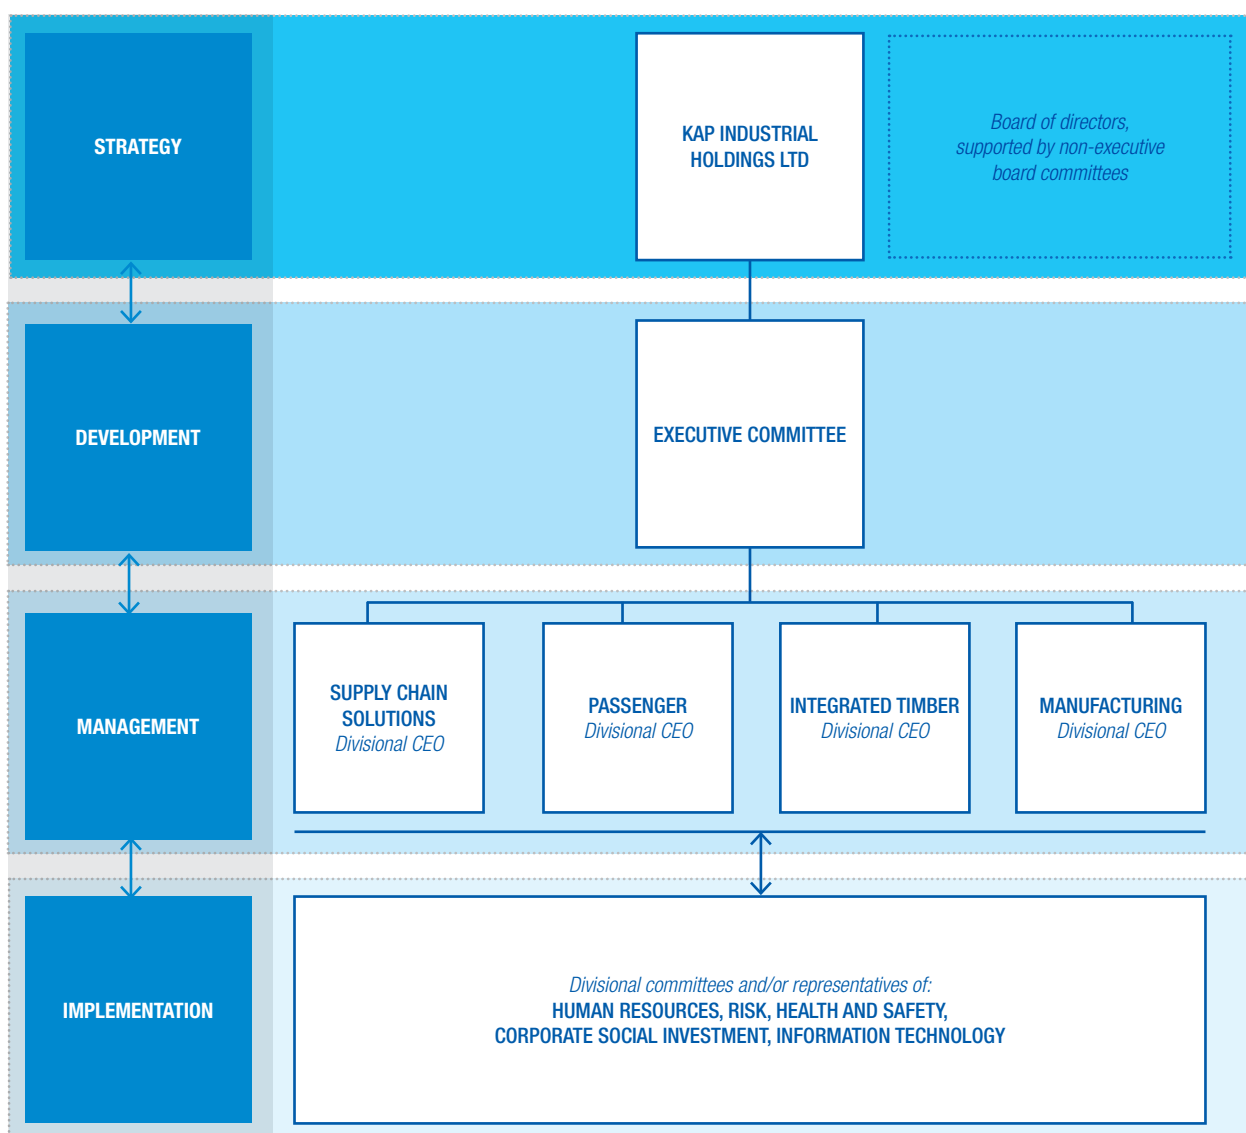 STRATEGY
KAP INDUSTRIAL
HOLDINGS LTD
Board of directors,
supported by non-executive
board committees
DEVELOPMENT
EXECUTIVE COMMITTEE
MANAGEMENT
SUPPLY CHAIN
SOLUTIONS
Divisional CEO
PASSENGER
Divisional CEO
INTEGRATED TIMBER
Divisional CEO
MANUFACTURING
Divisional CEO
IMPLEMENTATION
Divisional committees and/or representatives of:
HUMAN RESOURCES, RISK, HEALTH AND SAFETY,
CORPORATE SOCIAL INVESTMENT, INFORMATION TECHNOLOGY